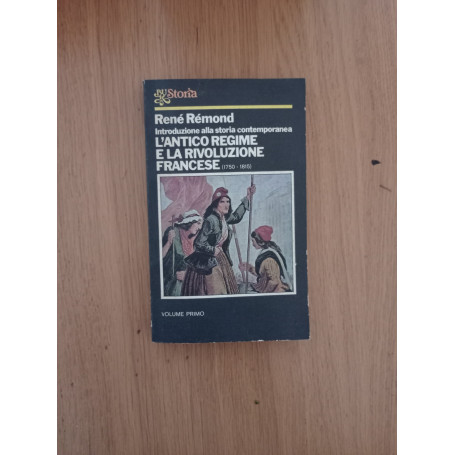 BUR Storia
René Rémond
Introduzione alla storia contemporanea
L'ANTICO REGIME
E LA RIVOLUZIONE
FRANCESE (1750-1815)
VOLUME PRIMO